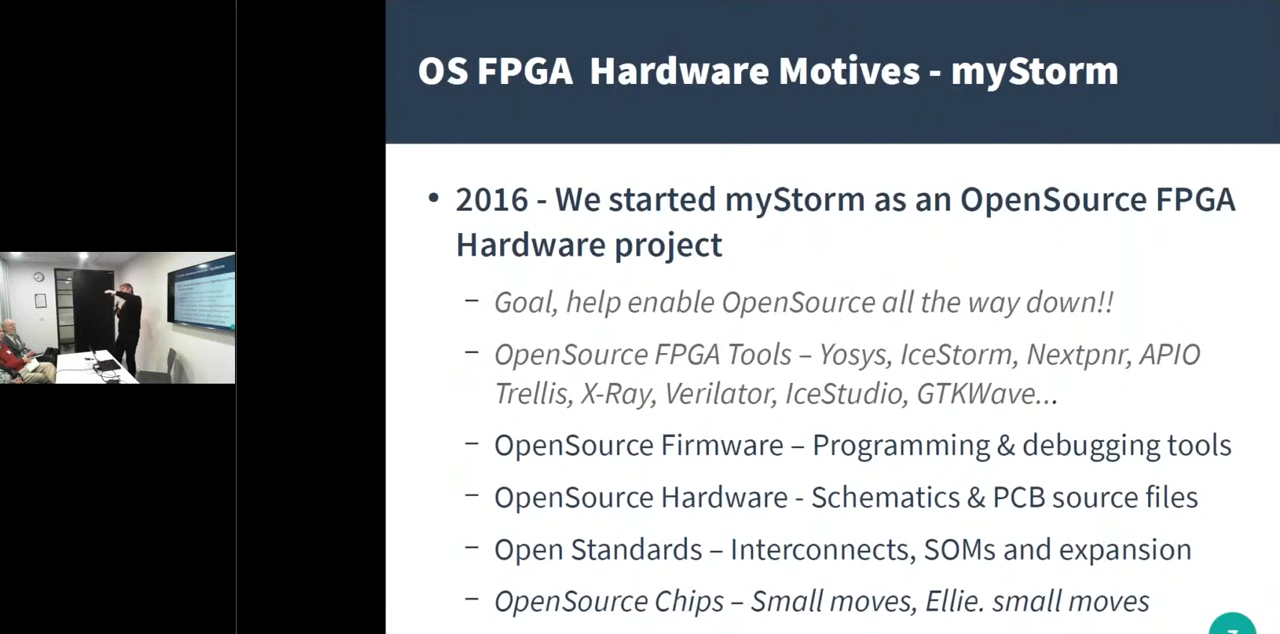 OS FPGA Hardware Motives - myStorm
• 2016 - We started myStorm as an OpenSource FPGA
Hardware project
– Goal, help enable OpenSource all the way down!!
– OpenSource FPGA Tools – Yosys, IceStorm, Nextpnr, APIO
Trellis, X-Ray, Verilator, IceStudio, GTKWave...
– OpenSource Firmware – Programming & debugging tools
– OpenSource Hardware - Schematics & PCB source files
– Open Standards – Interconnects, SOMs and expansion
– OpenSource Chips – Small moves, Ellie. small moves